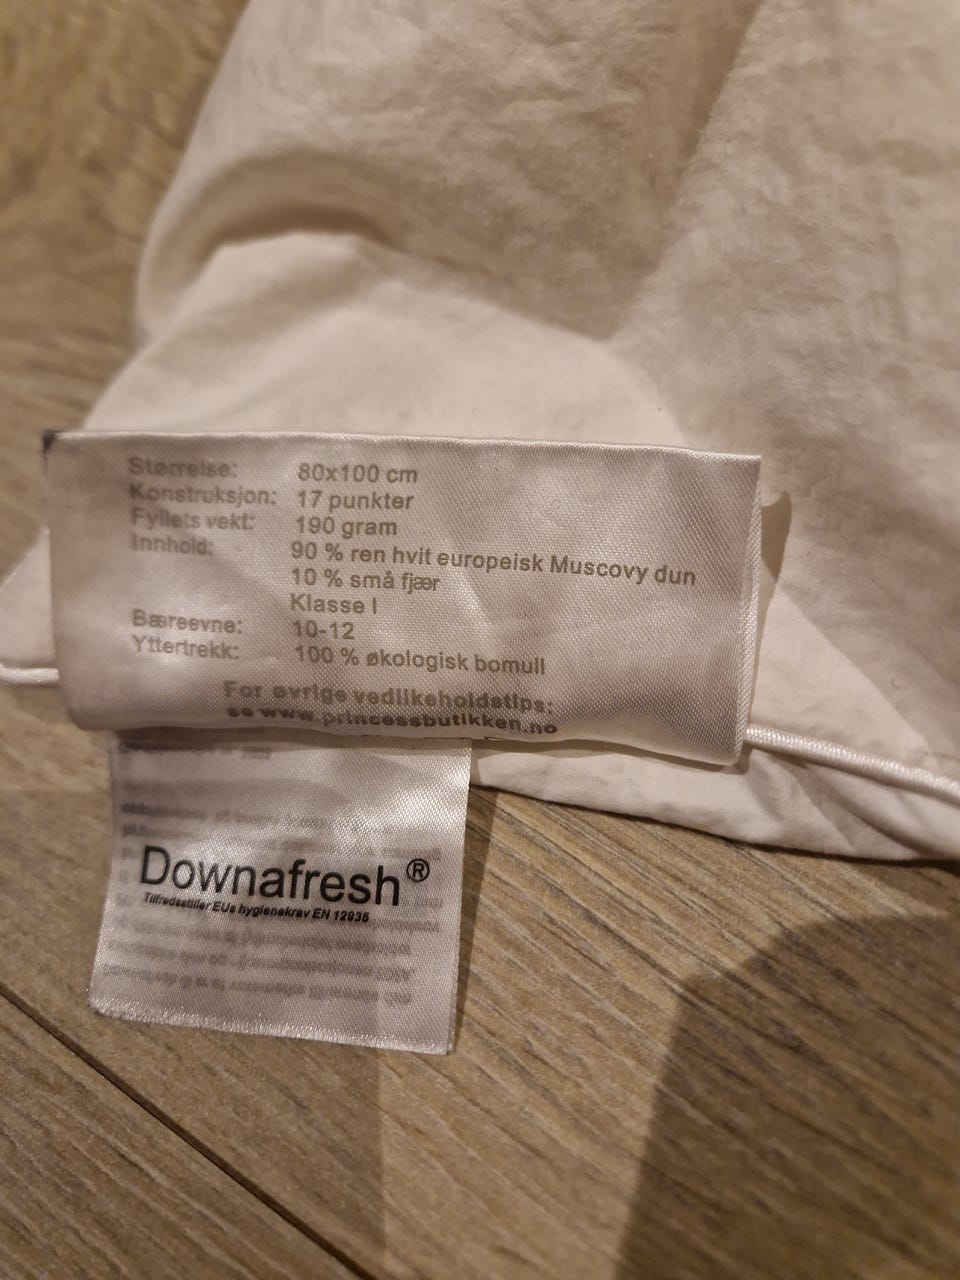 Størrelse: 80x100 cm
Konstruksjon: 17 punkter
Fyllets vekt: 190 gram
Innhold: 90 % ren hvit europeisk Muscovy dun
10 % små fjær
Klasse I
Bæreevne: 10-12
Yttertrekk: 100 % økologisk bomull
For øvrige vedlikeholdstips:
se www.princessbutikken.no
Downafresh®
Tilfredsstiller EUs hygienekrav EN 12935